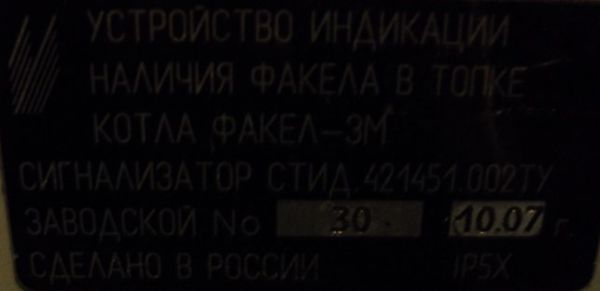 УСТРОЙСТВО ИНДИКАЦИИ
НАЛИЧИЯ ФАКЕЛА В ТОПКЕ
КОТЛА ФАКЕЛ-3М
СИГНАЛИЗАТОР СТИД.421451.002ТУ
ЗАВОДСКОЙ No 30 10.07 г.
СДЕЛАНО В РОССИИ IP5X